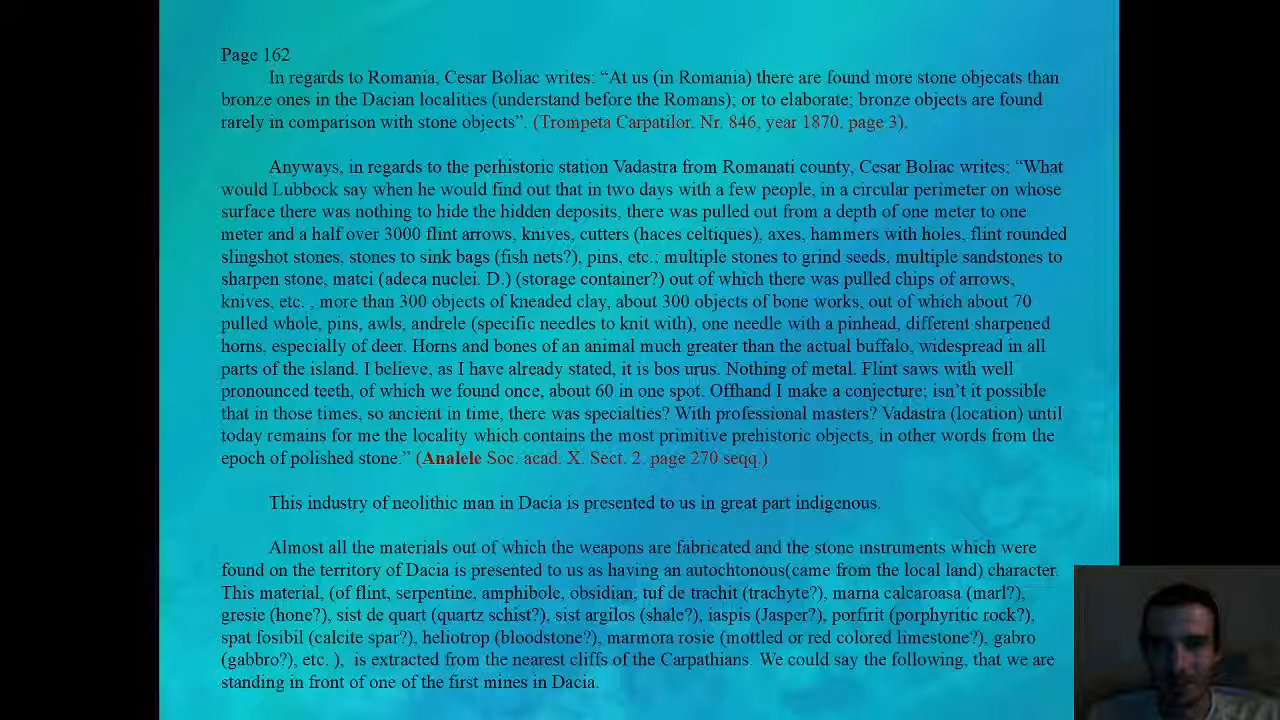 Page 162
In regards to Romania, Cesar Boliac writes: “At us (in Romania) there are found more stone objecats than
bronze ones in the Dacian localities (understand before the Romans); or to elaborate; bronze objects are found
rarely in comparison with stone objects”. (Trompeta Carpatilor. Nr. 846, year 1870. page 3).
Anyways, in regards to the perhistoric station Vadastra from Romanati county, Cesar Boliac writes; “What
would Lubbock say when he would find out that in two days with a few people, in a circular perimeter on whose
surface there was nothing to hide the hidden deposits, there was pulled out from a depth of one meter to one
meter and a half over 3000 flint arrows, knives, cutters (haces celtiques), axes, hammers with holes, flint rounded
slingshot stones, stones to sink bags (fish nets?), pins, etc.; multiple stones to grind seeds, multiple sandstones to
sharpen stone, matci (adeca nuclei. D.) (storage container?) out of which there was pulled chips of arrows,
knives, etc. , more than 300 objects of kneaded clay, about 300 objects of bone works, out of which about 70
pulled whole, pins, awls, andrele (specific needles to knit with), one needle with a pinhead, different sharpened
horns, especially of deer. Horns and bones of an animal much greater than the actual buffalo, widespread in all
parts of the island. I believe, as I have already stated, it is bos urus. Nothing of metal. Flint saws with well
pronounced teeth, of which we found once, about 60 in one spot. Offhand I make a conjecture; isn’t it possible
that in those times, so ancient in time, there was specialties? With professional masters? Vadastra (location) until
today remains for me the locality which contains the most primitive prehistoric objects, in other words from the
epoch of polished stone.” (Analele Soc. acad. X. Sect. 2. page 270 seqq.)
This industry of neolithic man in Dacia is presented to us in great part indigenous.
Almost all the materials out of which the weapons are fabricated and the stone instruments which were
found on the territory of Dacia is presented to us as having an autochtonous(came from the local land) character.
This material, (of flint, serpentine, amphibole, obsidian, tuf de trachit (trachyte?), marna calcaroasa (marl?),
gresie (hone?), sist de quart (quartz schist?), sist argilos (shale?), iaspis (Jasper?), porfirit (porphyritic rock?),
spat fosibil (calcite spar?), heliotrop (bloodstone?), marmora rosie (mottled or red colored limestone?), gabro
(gabbro?), etc. ), is extracted from the nearest cliffs of the Carpathians. We could say the following, that we are
standing in front of one of the first mines in Dacia.